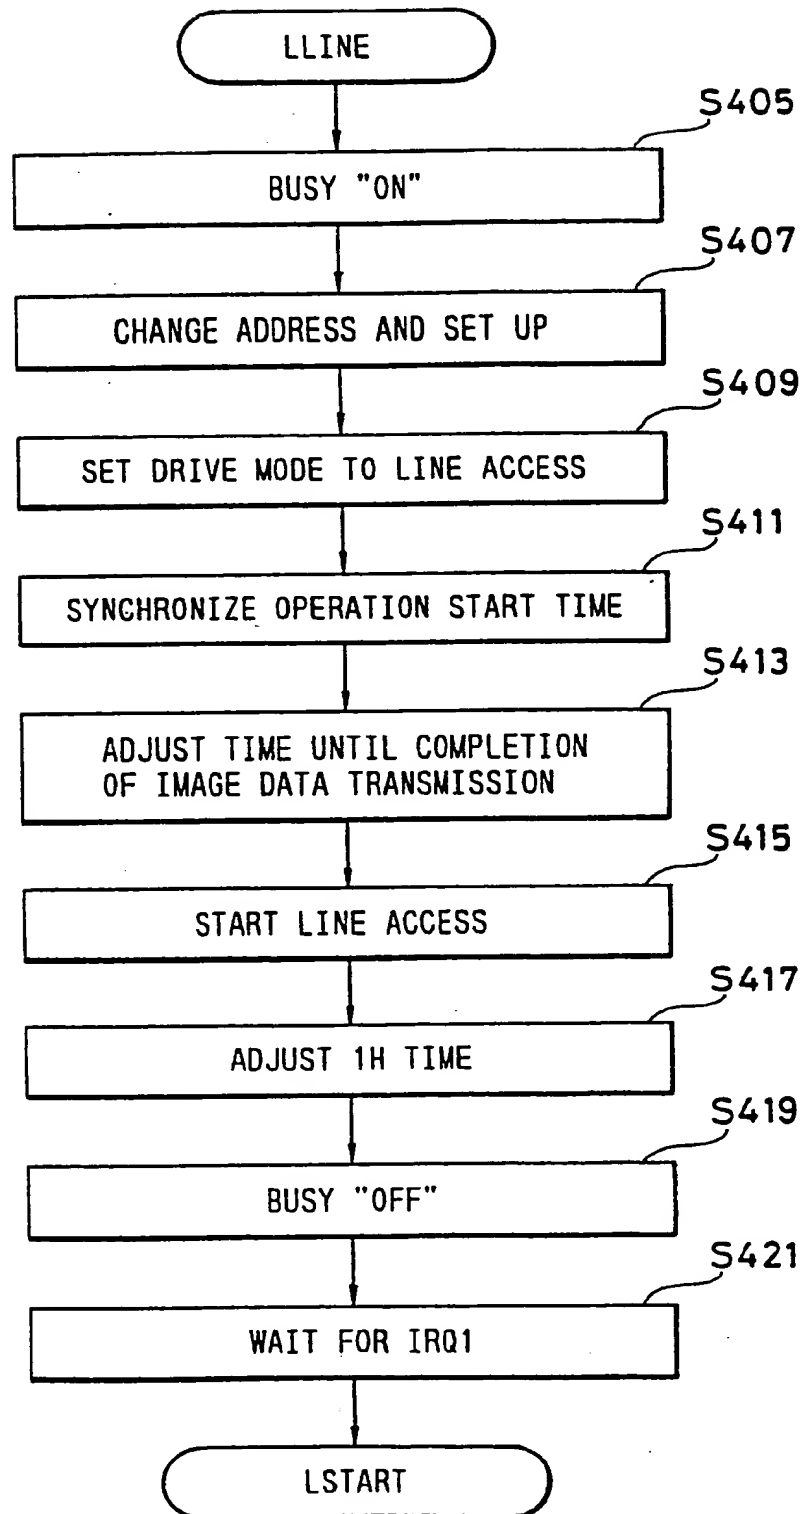 LLINE
S405
BUSY "ON"
S407
CHANGE ADDRESS AND SET UP
S409
SET DRIVE MODE TO LINE ACCESS
S411
SYNCHRONIZE OPERATION START TIME
S413
ADJUST TIME UNTIL COMPLETION
OF IMAGE DATA TRANSMISSION
S415
START LINE ACCESS
S417
ADJUST 1H TIME
S419
BUSY "OFF"
S421
WAIT FOR IRQ1
LSTART